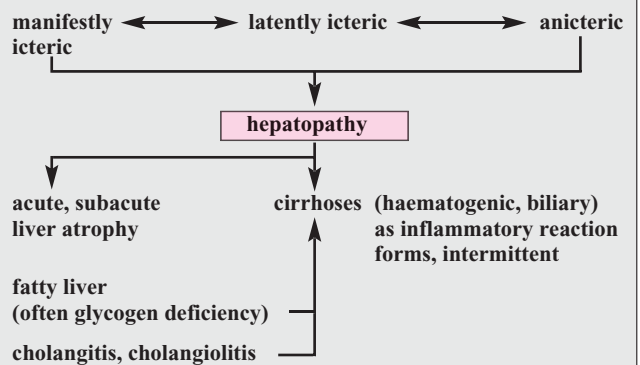 manifestly latently icteric anicteric
icteric
hepatopathy
acute, subacute cirrhoses (haematogenic, biliary)
liver atrophy as inflammatory reaction
forms, intermittent
fatty liver
(often glycogen deficiency)
cholangitis, cholangiolitis